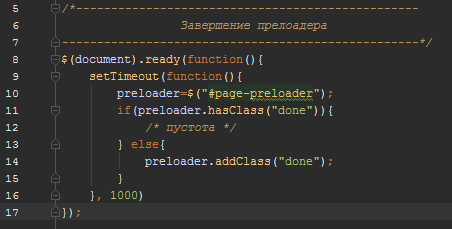 5 /*-------------------------------------------------
6 Завершение прелоадера
7 ---------------------------------------------------*/
8 $(document).ready(function(){
9 setTimeout(function(){
10 preloader=$("#page-preloader");
11 if(preloader.hasClass("done")){
12 /* пустота */
13 } else{
14 preloader.addClass("done");
15 }
16 }, 1000)
17 });